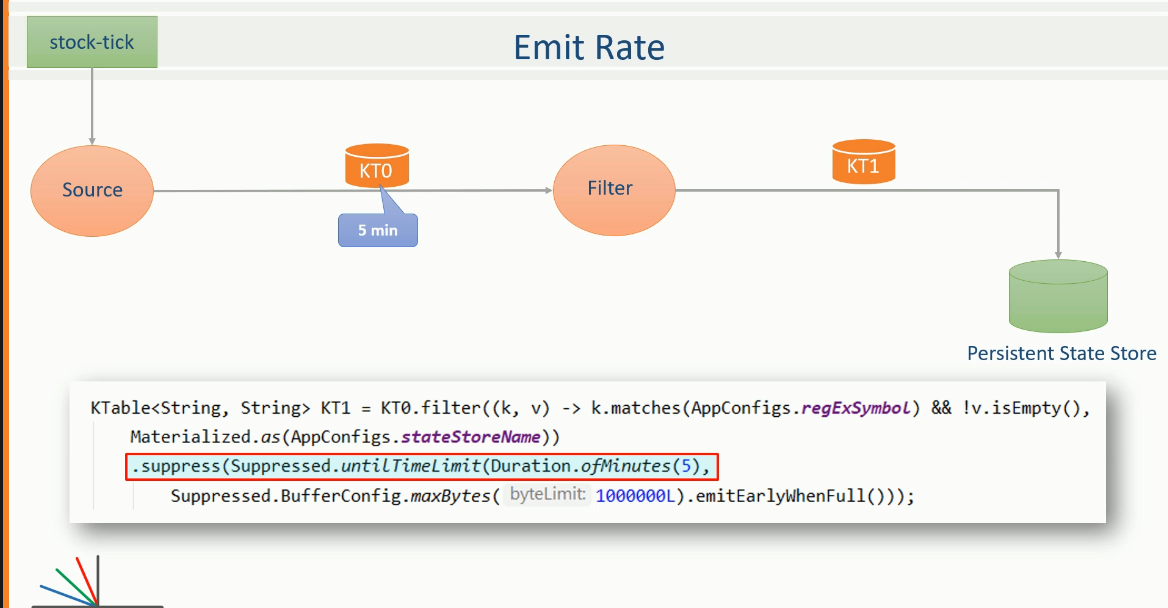 stock-tick
Emit Rate
Source
KT0
Filter
KT1
5 min
Persistent State Store
KTable<String, String> KT1 = KT0.filter((k, v) -> k.matches(AppConfigs.regExSymbol) && !v.isEmpty(),
Materialized.as(AppConfigs.stateStoreName))
.suppress(Suppressed.untilTimeLimit(Duration.ofMinutes(5),
Suppressed.BufferConfig.maxBytes( byteLimit: 1000000L).emitEarlyWhenFull()));